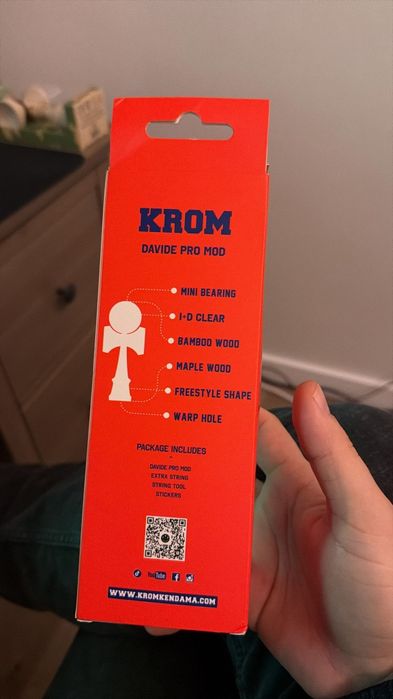 KROM
DAVIDE PRO MOD
MINI BEARING
I+D CLEAR
BAMBOO WOOD
MAPLE WOOD
FREESTYLE SHAPE
WARP HOLE
PACKAGE INCLUDES
DAVIDE PRO MOD
EXTRA STRING
STRING TOOL
STICKERS
YouTube
WWW.KROMKENDAMA.COM